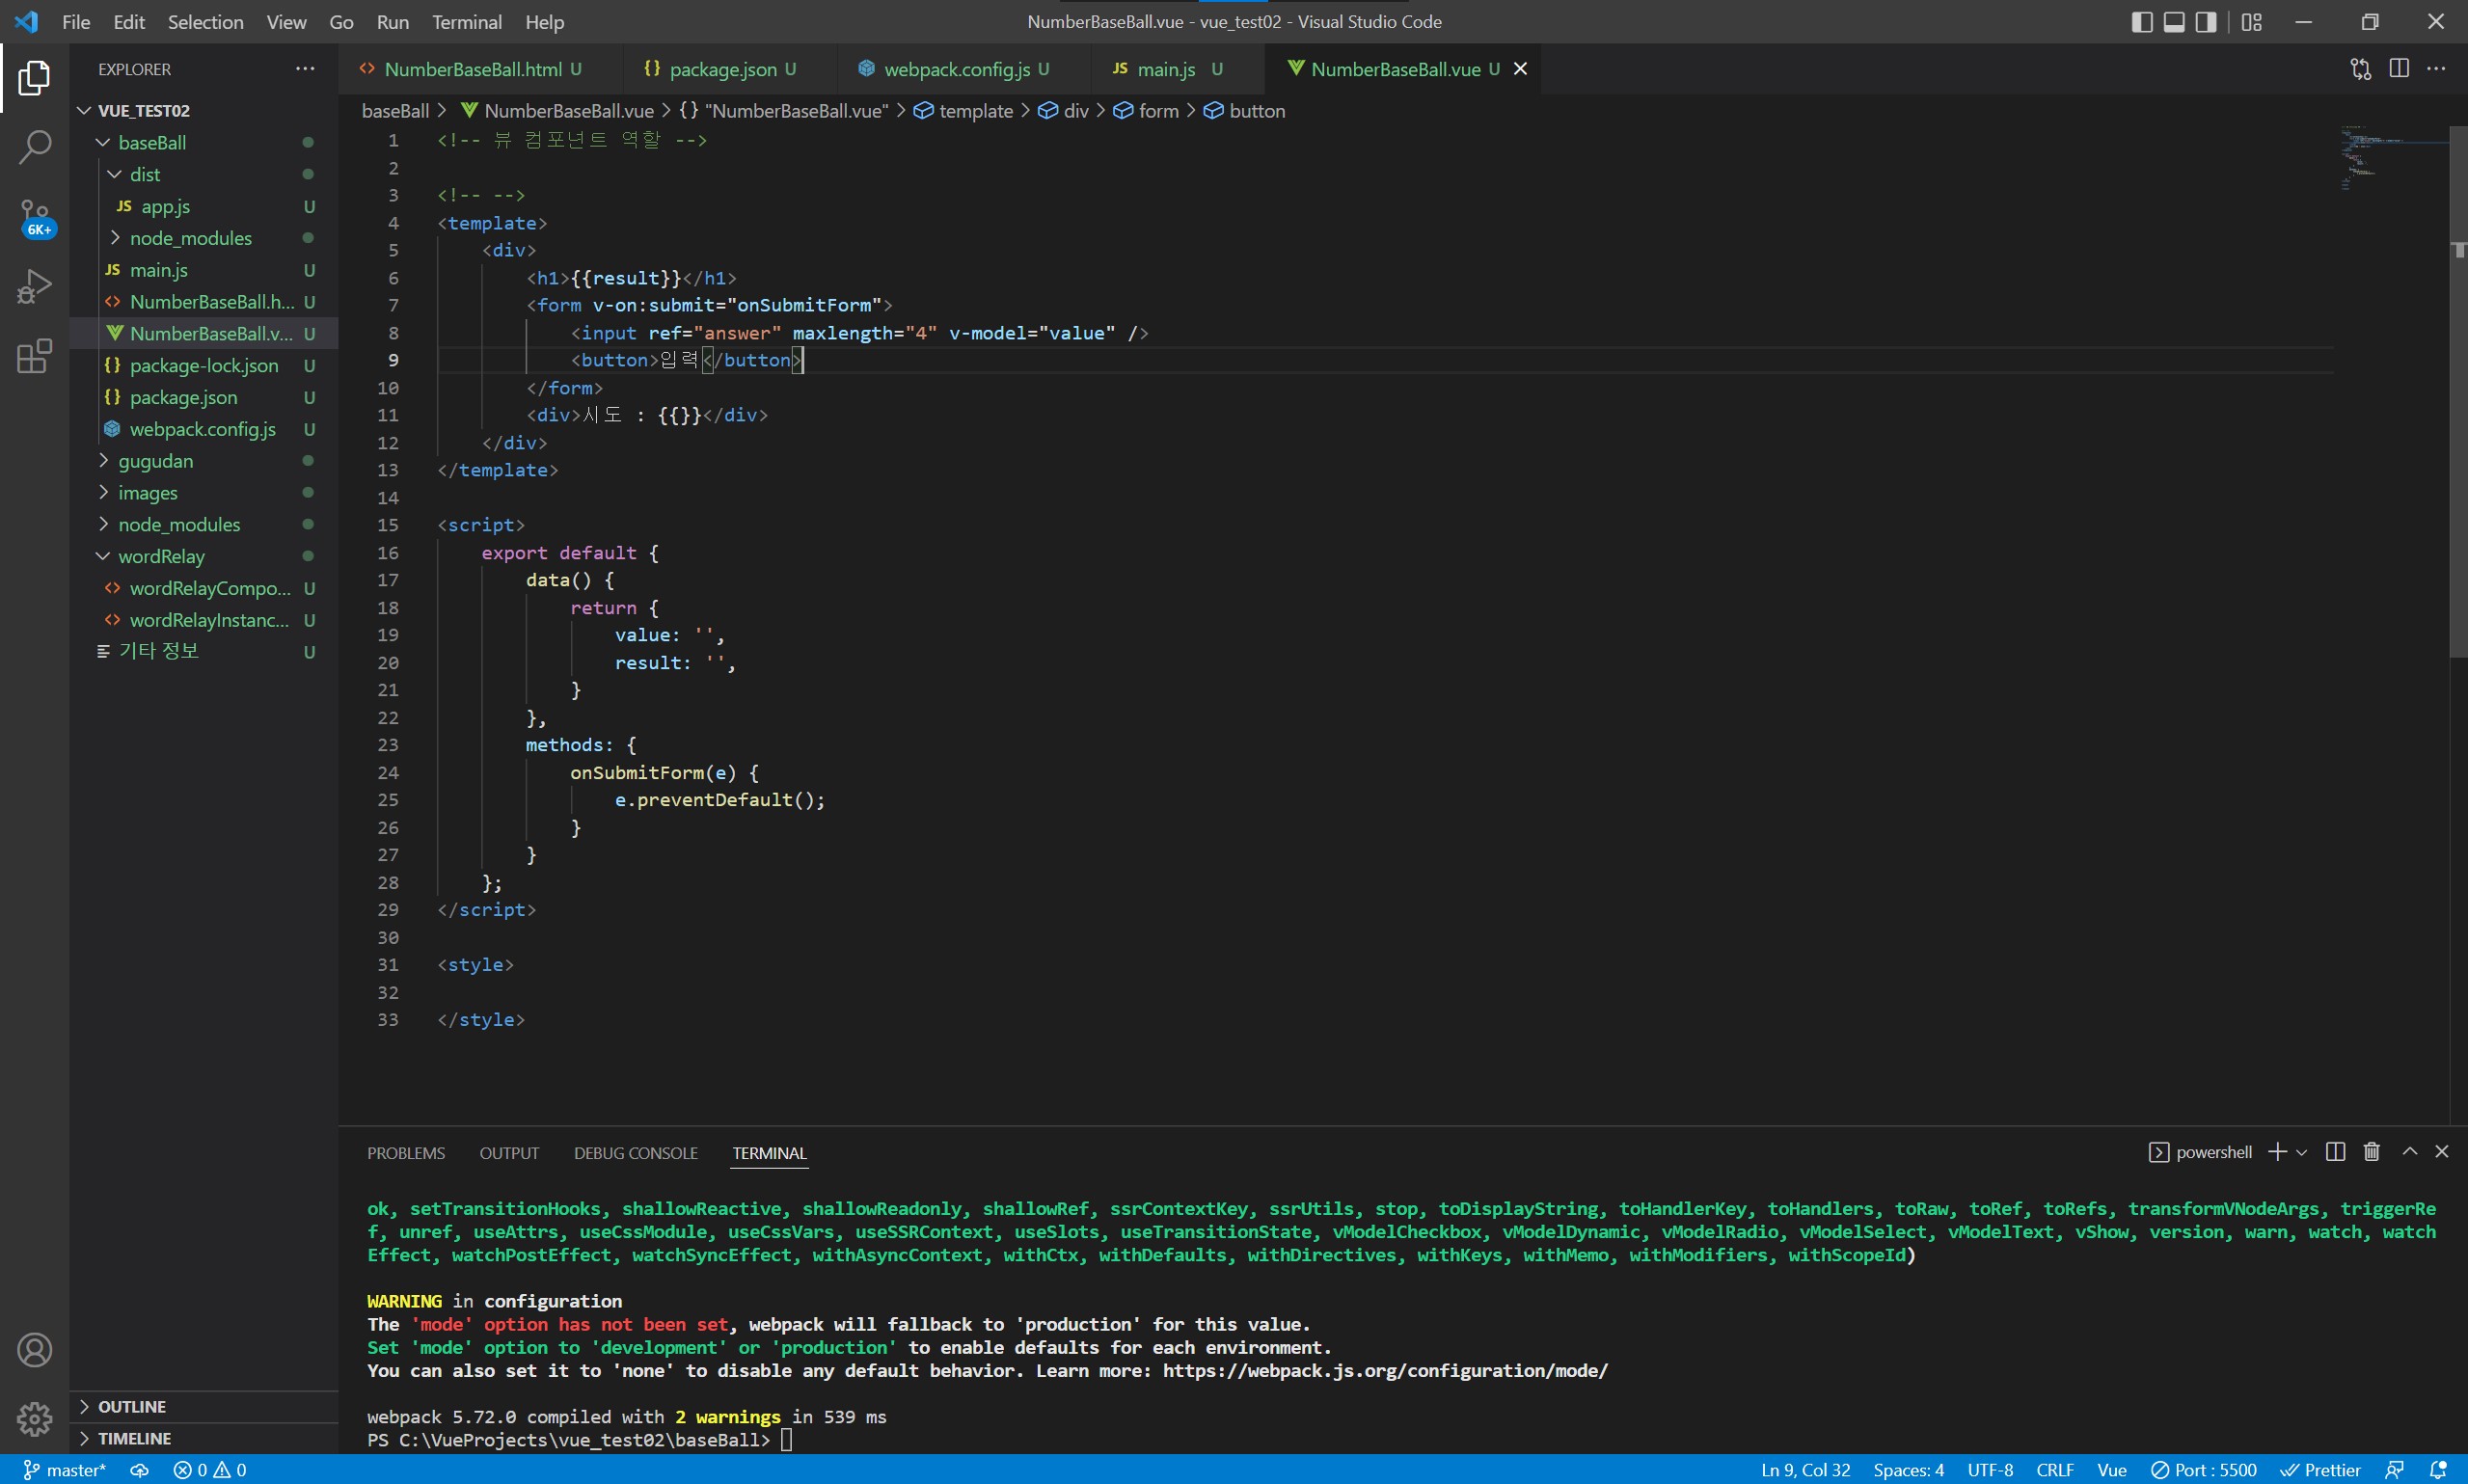 File Edit Selection View Go Run Terminal Help
NumberBaseBall.vue - vue_test02 - Visual Studio Code
EXPLORER
NumberBaseBall.html U package.json U webpack.config.js U main.js U NumberBaseBall.vue U
baseBall > NumberBaseBall.vue > {} "NumberBaseBall.vue" > template > div > form > button
6K+
VUE_TEST02
baseBall
dist
app.js U
node_modules
main.js U
NumberBaseBall.h... U
NumberBaseBall.v... U
package-lock.json U
package.json U
webpack.config.js U
gugudan
images
node_modules
wordRelay
wordRelayCompo... U
wordRelayInstanc... U
기타 정보 U
OUTLINE
TIMELINE
1 <!-- 뷰 컴포넌트 역할 -->
2
3 <!-- -->
4 <template>
5 <div>
6 <h1>{{result}}</h1>
7 <form v-on:submit="onSubmitForm">
8 <input ref="answer" maxlength="4" v-model="value" />
9 <button>입력</button>
10 </form>
11 <div>시도 : {{}}</div>
12 </div>
13 </template>
14
15 <script>
16 export default {
17 data() {
18 return {
19 value: '',
20 result: '',
21 }
22 },
23 methods: {
24 onSubmitForm(e) {
25 e.preventDefault();
26 }
27 }
28 };
29 </script>
30
31 <style>
32
33 </style>
PROBLEMS OUTPUT DEBUG CONSOLE TERMINAL
powershell
ok, setTransitionHooks, shallowReactive, shallowReadonly, shallowRef, ssrContextKey, ssrUtils, stop, toDisplayString, toHandlerKey, toHandlers, toRaw, toRef, toRefs, transformVNodeArgs, triggerRe
f, unref, useAttrs, useCssModule, useCssVars, useSSRContext, useSlots, useTransitionState, vModelCheckbox, vModelDynamic, vModelRadio, vModelSelect, vModelText, vShow, version, warn, watch, watch
Effect, watchPostEffect, watchSyncEffect, withAsyncContext, withCtx, withDefaults, withDirectives, withKeys, withMemo, withModifiers, withScopeId)
WARNING in configuration
The 'mode' option has not been set, webpack will fallback to 'production' for this value.
Set 'mode' option to 'development' or 'production' to enable defaults for each environment.
You can also set it to 'none' to disable any default behavior. Learn more: https://webpack.js.org/configuration/mode/
webpack 5.72.0 compiled with 2 warnings in 539 ms
PS C:\VueProjects\vue_test02\baseBall>
master* 0 0 Ln 9, Col 32 Spaces: 4 UTF-8 CRLF Vue Port : 5500 Prettier